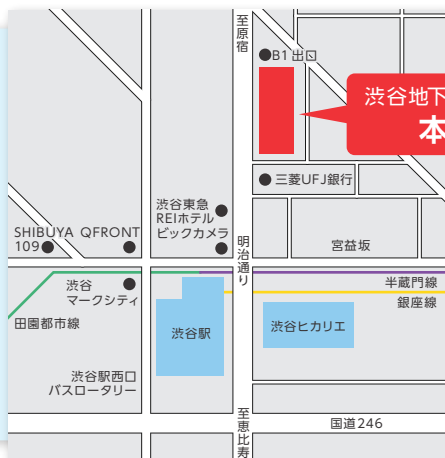 至原宿
B1 出口
渋谷地下
本
三菱UFJ銀行
渋谷東急
REIホテル
ビックカメラ
SHIBUYA
109
QFRONT
明治通り
宮益坂
渋谷
マークシティ
半蔵門線
銀座線
田園都市線
渋谷駅
渋谷ヒカリエ
渋谷駅西口
バスロータリー
至恵比寿
国道246